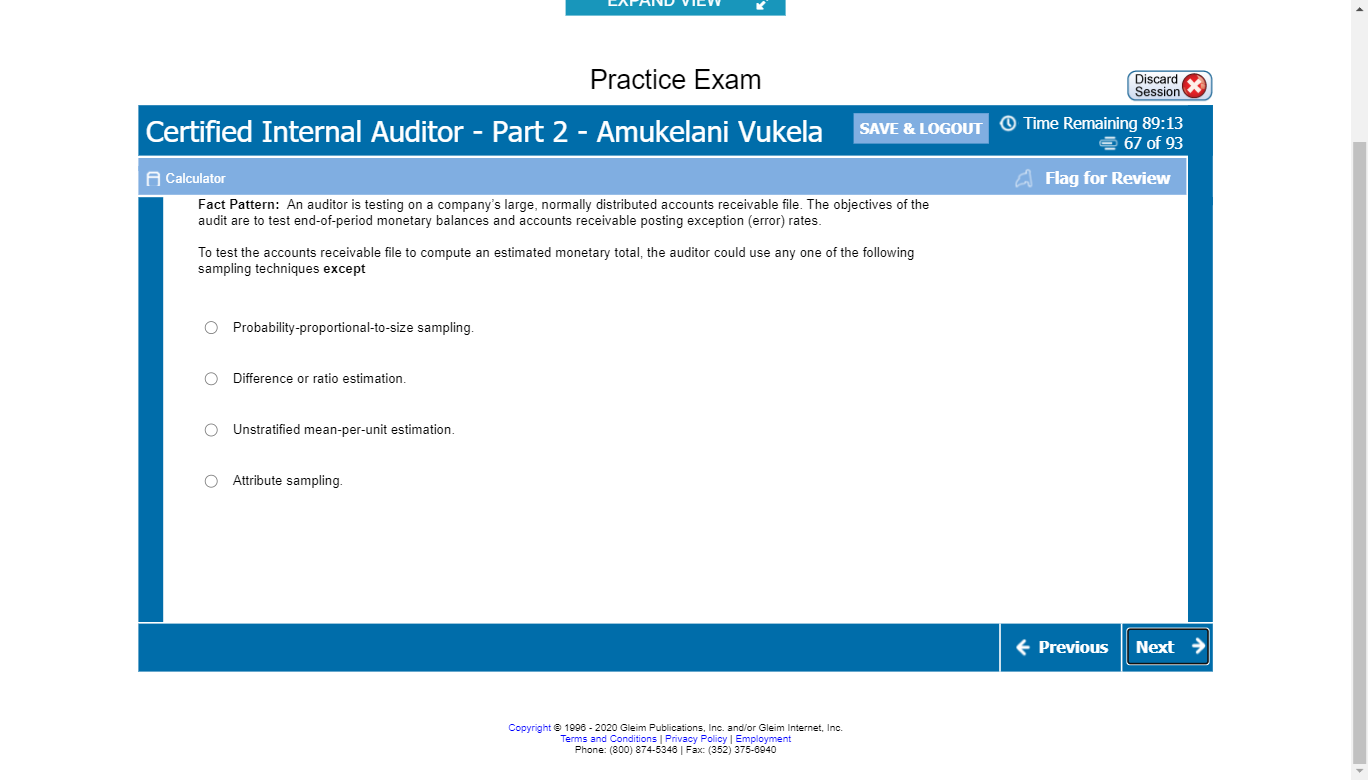 EXPAND VIEW
Practice Exam
Discard
Session
Certified Internal Auditor - Part 2 - Amukelani Vukela
SAVE & LOGOUT
Time Remaining 89:13
67 of 93
Calculator
Flag for Review
Fact Pattern: An auditor is testing on a company's large, normally distributed accounts receivable file. The objectives of the
audit are to test end-of-period monetary balances and accounts receivable posting exception (error) rates.
To test the accounts receivable file to compute an estimated monetary total, the auditor could use any one of the following
sampling techniques except
Probability-proportional-to-size sampling.
Difference or ratio estimation.
Unstratified mean-per-unit estimation.
Attribute sampling.
Previous
Next
Copyright © 1996 - 2020 Gleim Publications, Inc. and/or Gleim Internet, Inc.
Terms and Conditions | Privacy Policy | Employment
Phone: (800) 874-5346 | Fax: (352) 375-6940